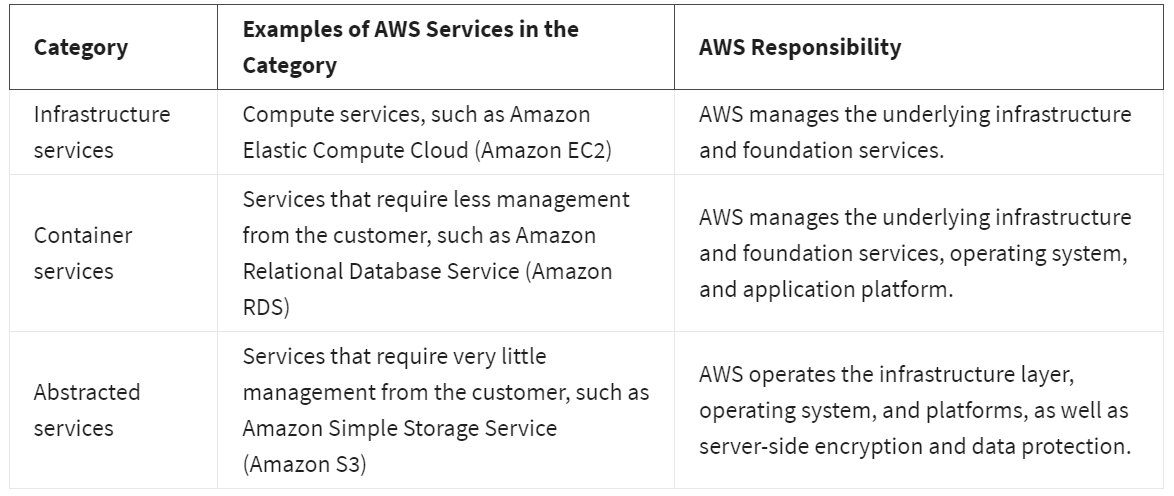 Category
Examples of AWS Services in the
Category
AWS Responsibility
Infrastructure
services
Compute services, such as Amazon
Elastic Compute Cloud (Amazon EC2)
AWS manages the underlying infrastructure
and foundation services.
Container
services
Services that require less management
from the customer, such as Amazon
Relational Database Service (Amazon
RDS)
AWS manages the underlying infrastructure
and foundation services, operating system,
and application platform.
Abstracted
services
Services that require very little
management from the customer, such as
Amazon Simple Storage Service
(Amazon S3)
AWS operates the infrastructure layer,
operating system, and platforms, as well as
server-side encryption and data protection.